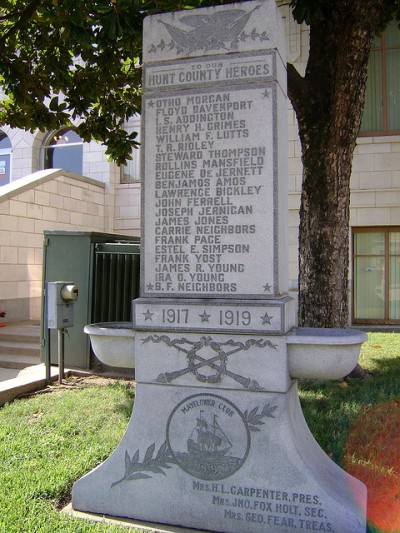 TO OUR
HUNT COUNTY HEROES
OTHO MORGAN
FLOYD DAVENPORT
I. S. ADDINGTON
HENRY H. GRIMES
WILLIAM F. LUTTS
T. R. RIDLEY
STEWARD THOMPSON
ROLLINS MANSFIELD
EUGENE DE JERNETT
BENJAMOS AMOS
LAWRENCE BICKLEY
JOHN FERRELL
JOSEPH JERNIGAN
JAMES JONES
CARRIE NEIGHBORS
FRANK PAGE
ESTEL E. SIMPSON
FRANK YOST
JAMES R. YOUNG
IRA O. YOUNG
B. F. NEIGHBORS
1917 ★ 1919
MAYFLOWER CLUB
MRS. H.L. CARPENTER, PRES.
MRS. JNO. FOX HOLT, SEC.
MRS. GEO. FEAR, TREAS.